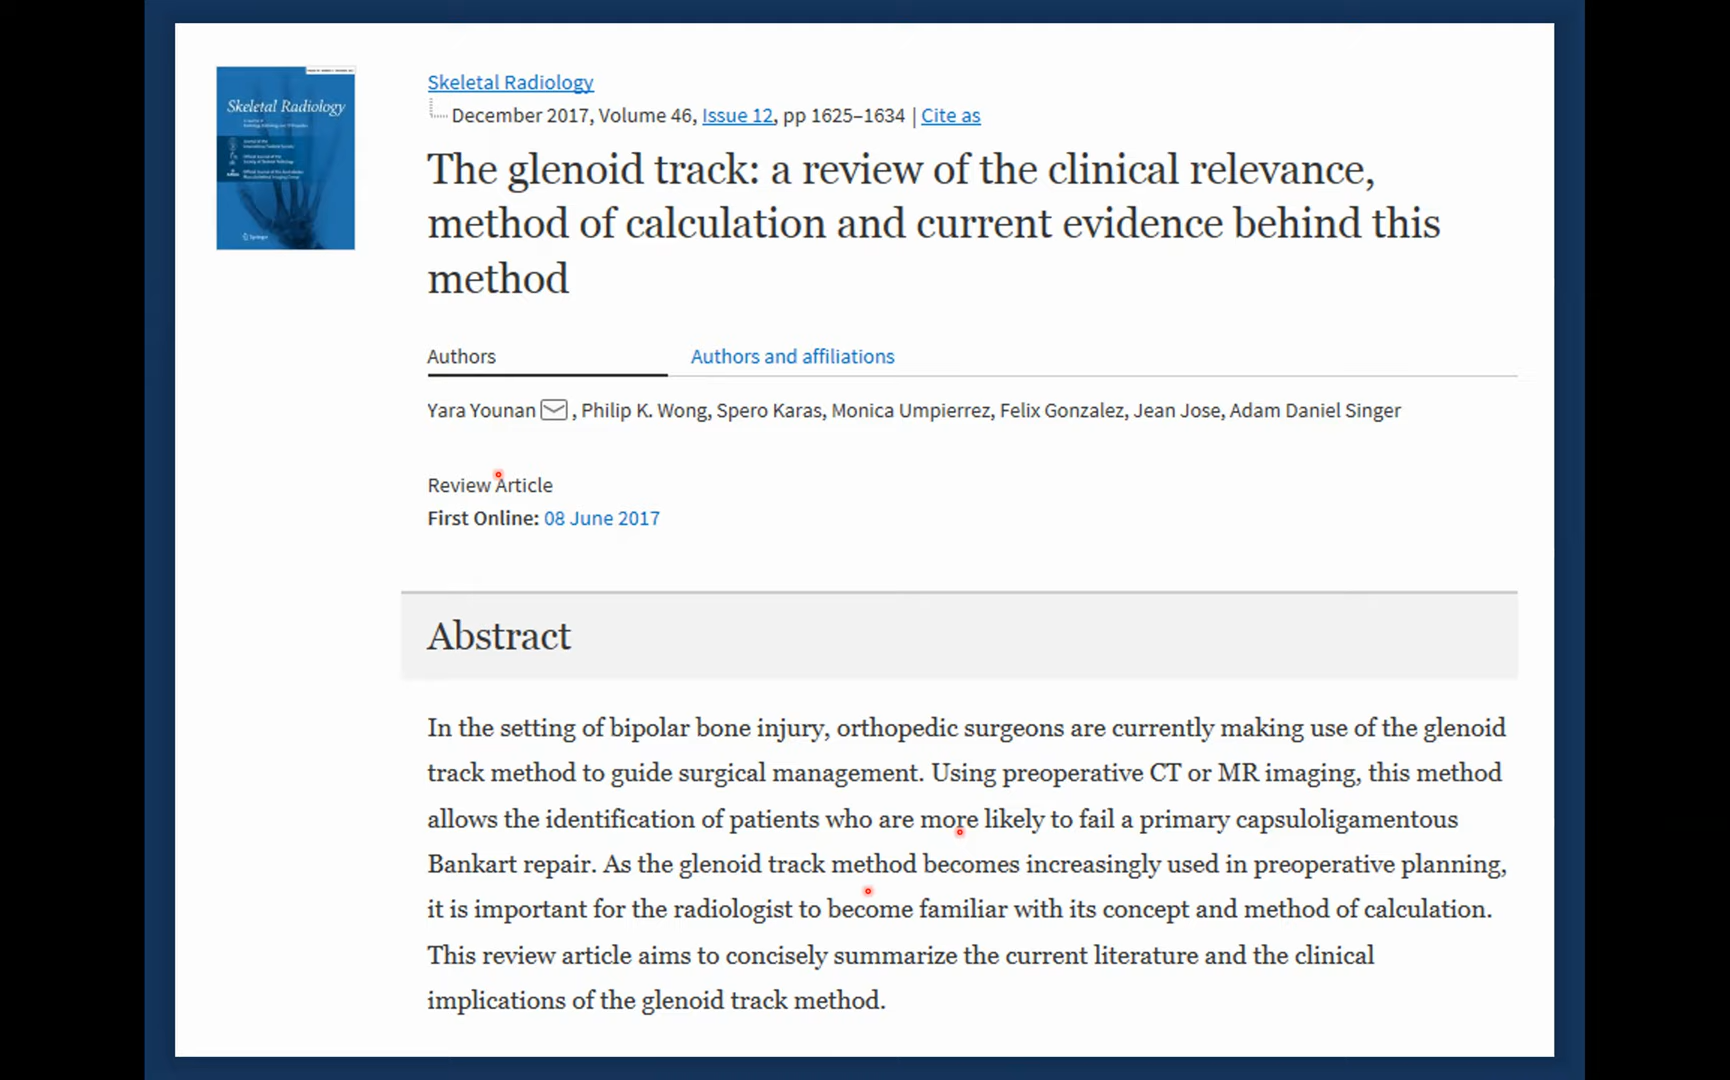 Skeletal Radiology
Skeletal Radiology
December 2017, Volume 46, Issue 12, pp 1625–1634 | Cite as
The glenoid track: a review of the clinical relevance,
method of calculation and current evidence behind this
method
Authors
Authors and affiliations
Yara Younan , Philip K. Wong, Spero Karas, Monica Umpierrez, Felix Gonzalez, Jean Jose, Adam Daniel Singer
Review Article
First Online: 08 June 2017
Abstract
In the setting of bipolar bone injury, orthopedic surgeons are currently making use of the glenoid
track method to guide surgical management. Using preoperative CT or MR imaging, this method
allows the identification of patients who are more likely to fail a primary capsuloligamentous
Bankart repair. As the glenoid track method becomes increasingly used in preoperative planning,
it is important for the radiologist to become familiar with its concept and method of calculation.
This review article aims to concisely summarize the current literature and the clinical
implications of the glenoid track method.
Springer